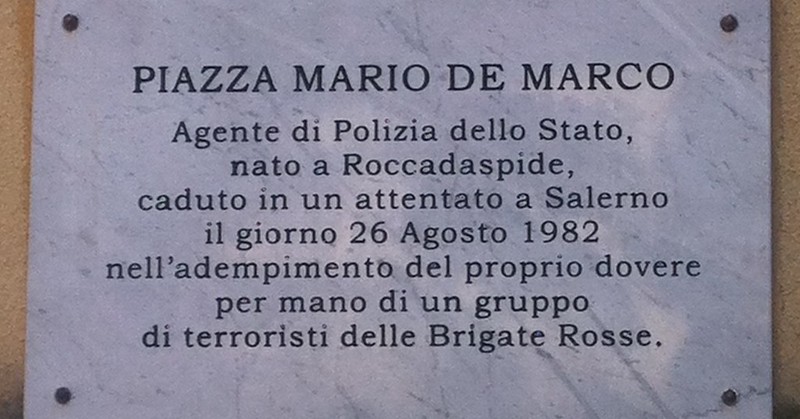 PIAZZA MARIO DE MARCO
Agente di Polizia dello Stato,
nato a Roccadaspide,
caduto in un attentato a Salerno
il giorno 26 Agosto 1982
nell'adempimento del proprio dovere
per mano di un gruppo
di terroristi delle Brigate Rosse.